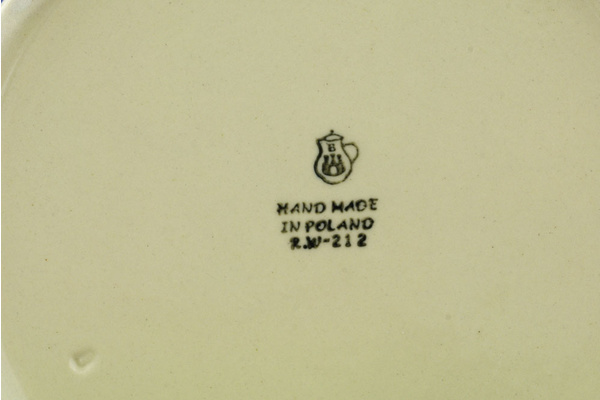 B
HAND MADE
IN POLAND
R.W-212